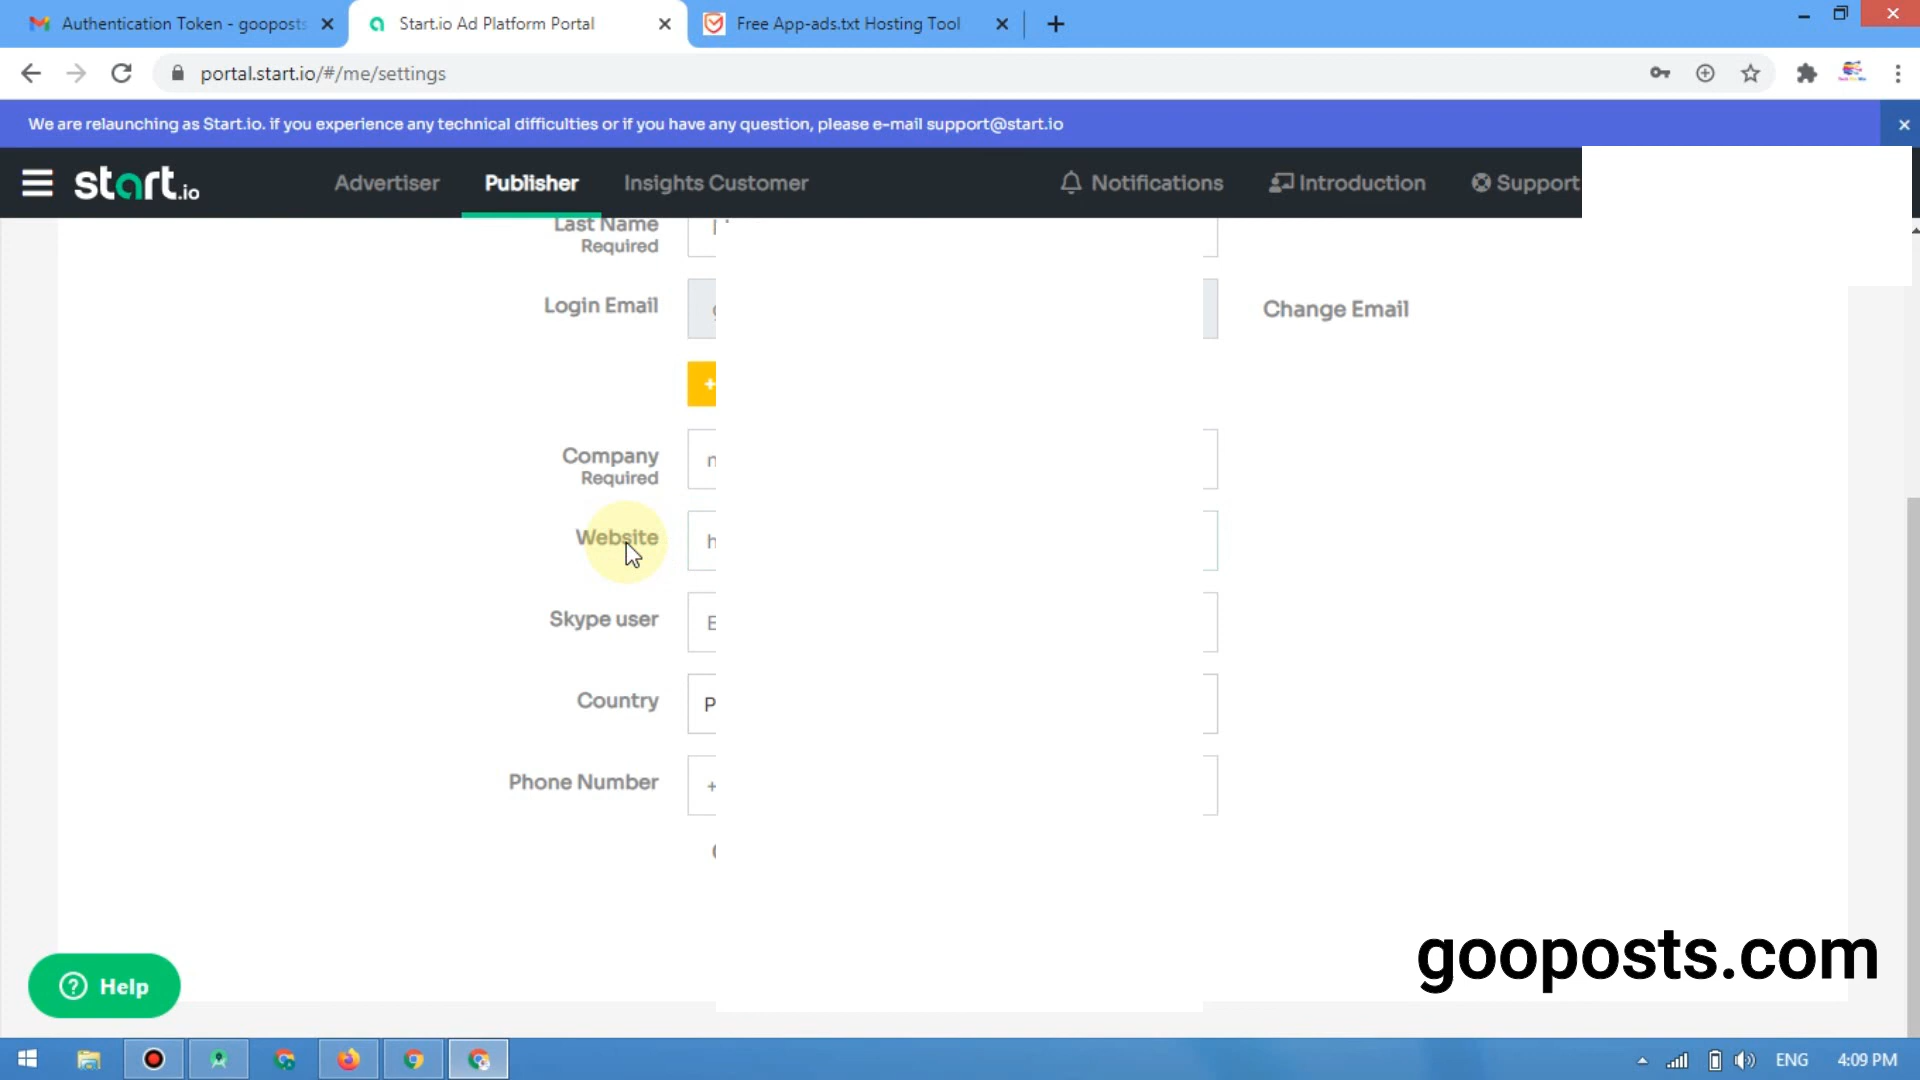 Authentication Token - gooposts
Start.io Ad Platform Portal
Free App-ads.txt Hosting Tool
portal.start.io/#/me/settings
We are relaunching as Start.io. if you experience any technical difficulties or if you have any question, please e-mail support@start.io
start.io
Advertiser
Publisher
Insights Customer
Notifications
Introduction
Support
Last Name
Required
Login Email
Change Email
+
Company
Required
n
Website
h
Skype user
E
Country
P
Phone Number
+
Help
gooposts.com
ENG
4:09 PM